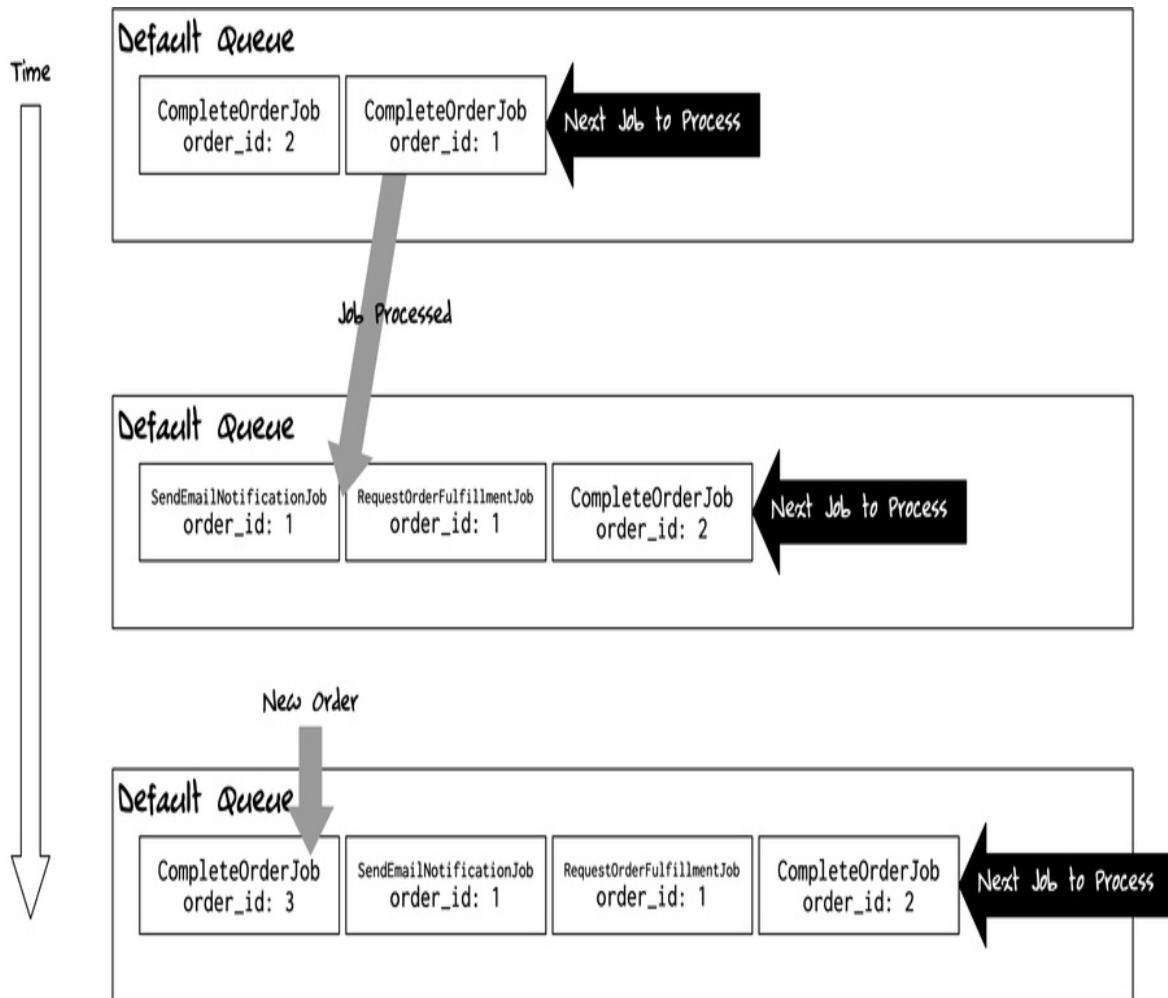 Time
Default Queue
CompleteOrderJob
order_id: 2
CompleteOrderJob
order_id: 1
Next Job to Process
Job Processed
Default Queue
SendEmailNotificationJob
order_id: 1
RequestOrderFulfillmentJob
order_id: 1
CompleteOrderJob
order_id: 2
Next Job to Process
New Order
Default Queue
CompleteOrderJob
order_id: 3
SendEmailNotificationJob
order_id: 1
RequestOrderFulfillmentJob
order_id: 1
CompleteOrderJob
order_id: 2
Next Job to Process